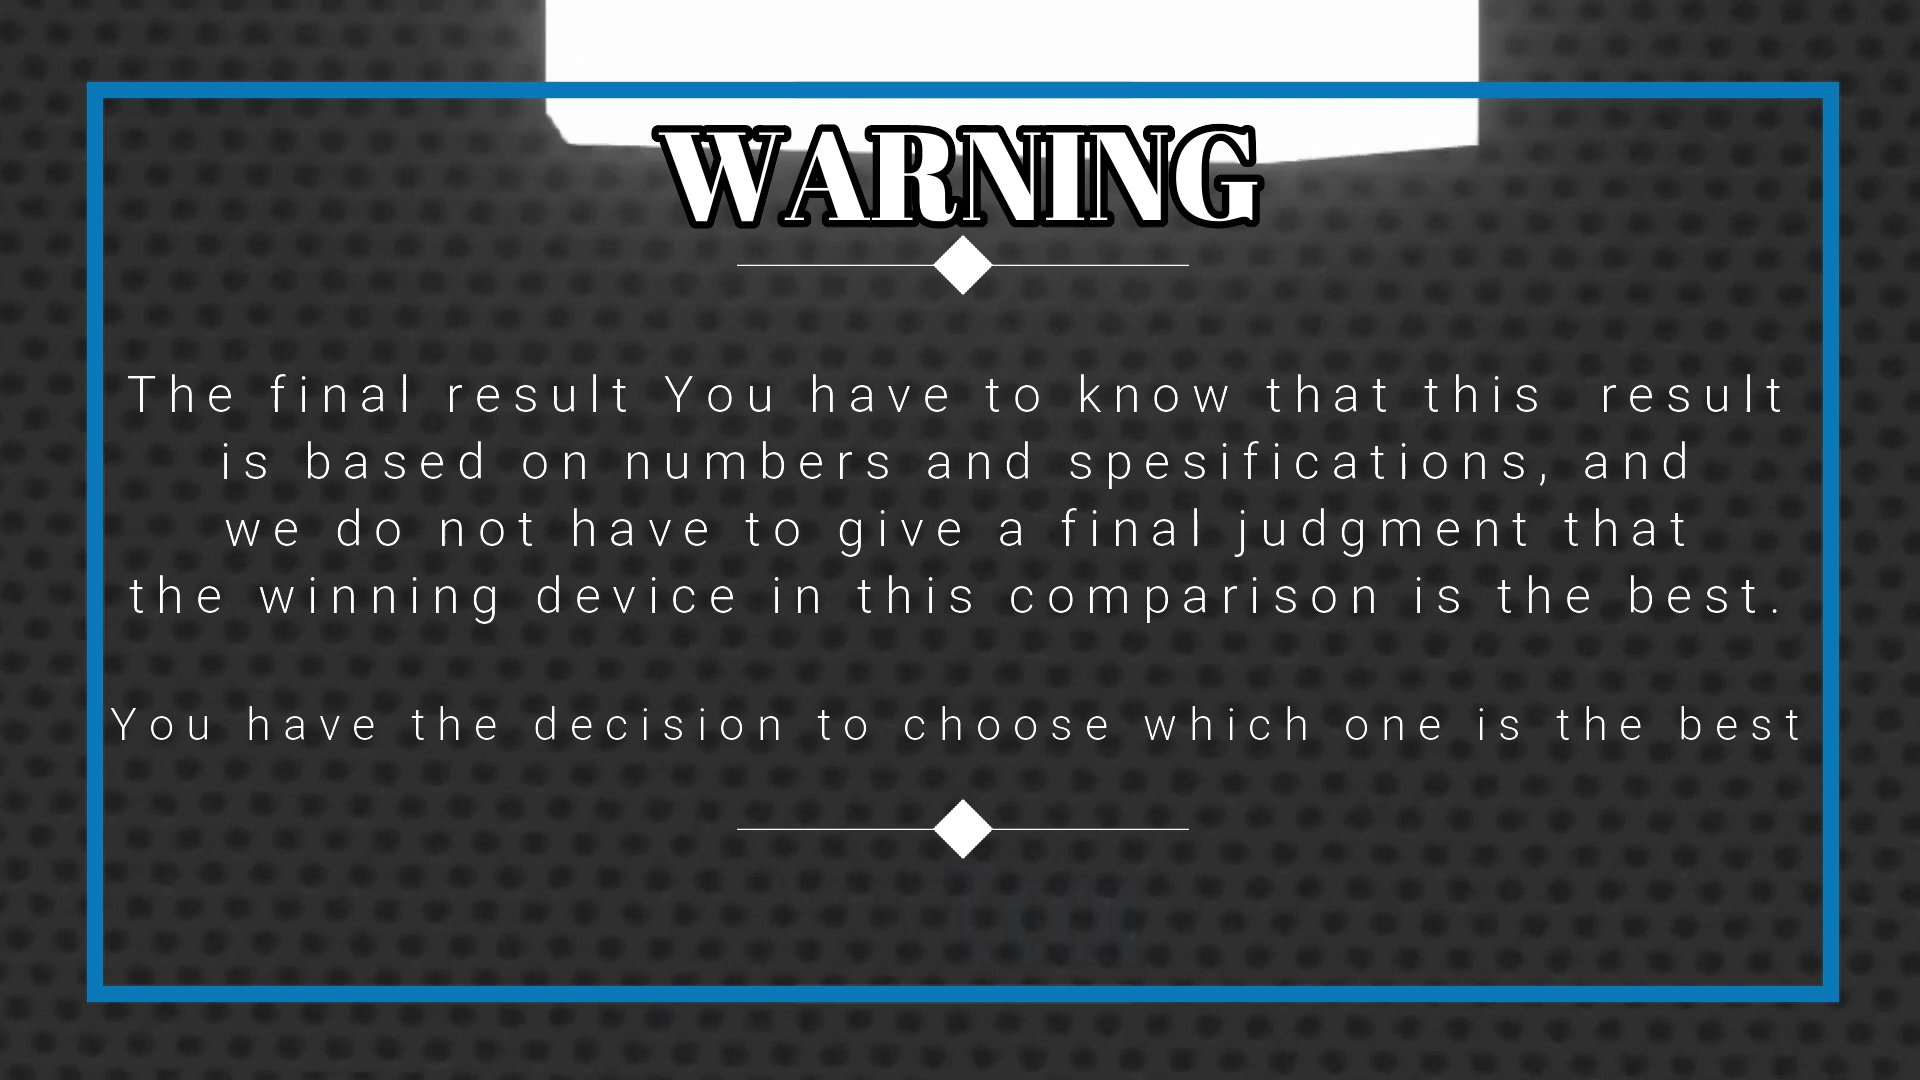 WARNING
The final result You have to know that this result
is based on numbers and spesifications, and
we do not have to give a final judgment that
the winning device in this comparison is the best.
You have the decision to choose which one is the best